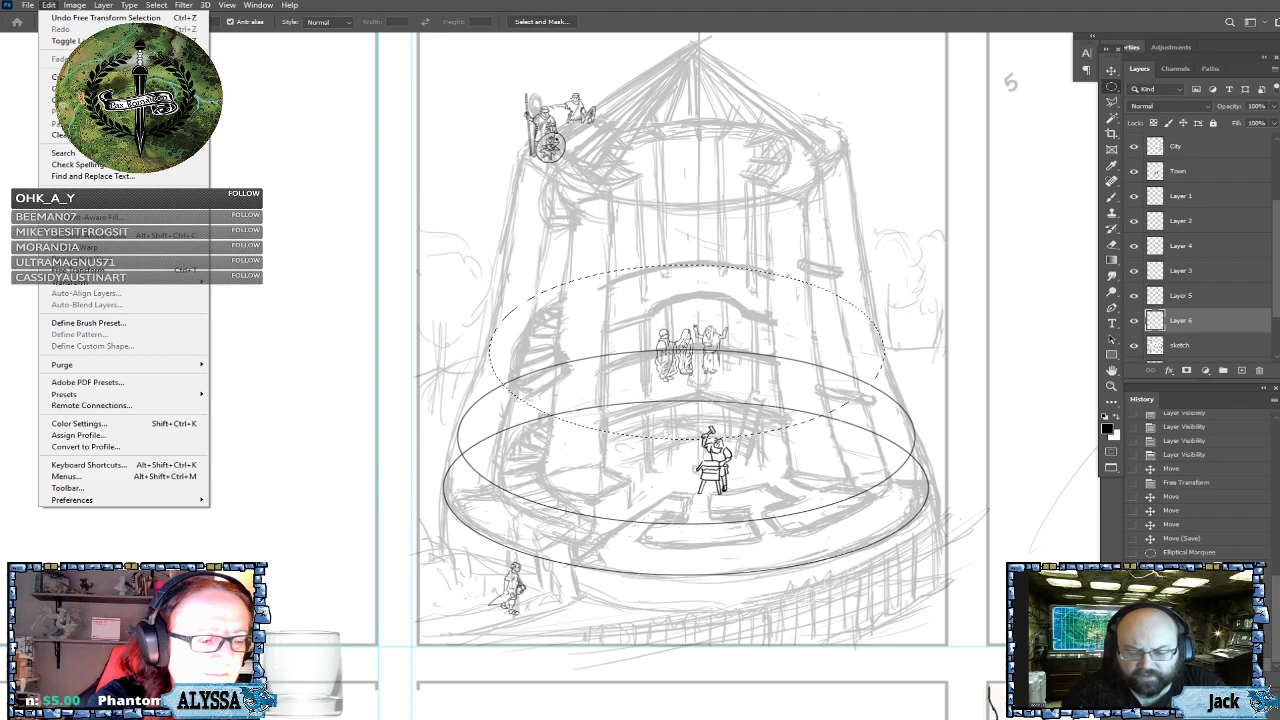 Ps File Edit Image Layer Type Select Filter 3D View Window Help
Anti-alias Style: Normal Width: Height: Select and Mask...
Undo Free Transform Selection Ctrl+Z
Redo
Search
Check Spelling
Find and Replace Text...
OHK_A_Y FOLLOW
BEEMAN07 FOLLOW
MIKEYBESITFROGSIT FOLLOW
MORANDIA FOLLOW
ULTRAMAGNUS71 FOLLOW
CASSIDYAUSTINART FOLLOW
Auto-Align Layers...
Auto-Blend Layers...
Define Brush Preset...
Define Pattern...
Define Custom Shape...
Purge
Adobe PDF Presets...
Presets
Remote Connections...
Color Settings... Shift+Ctrl+K
Assign Profile...
Convert to Profile...
Keyboard Shortcuts... Alt+Shift+Ctrl+K
Menus... Alt+Shift+Ctrl+M
Toolbar...
Preferences
5
Adjustments
Layers Channels Paths
Kind
Normal Opacity: 100%
Lock: Fill: 100%
City
Town
Layer 1
Layer 2
Layer 4
Layer 3
Layer 5
Layer 6
sketch
History
Layer Visibility
Layer Visibility
Layer Visibility
Layer Visibility
Move
Free Transform
Move
Move
Move
Move (Save)
Elliptical Marquee
n: $5.00 Phantom
ALYSSA
Jack